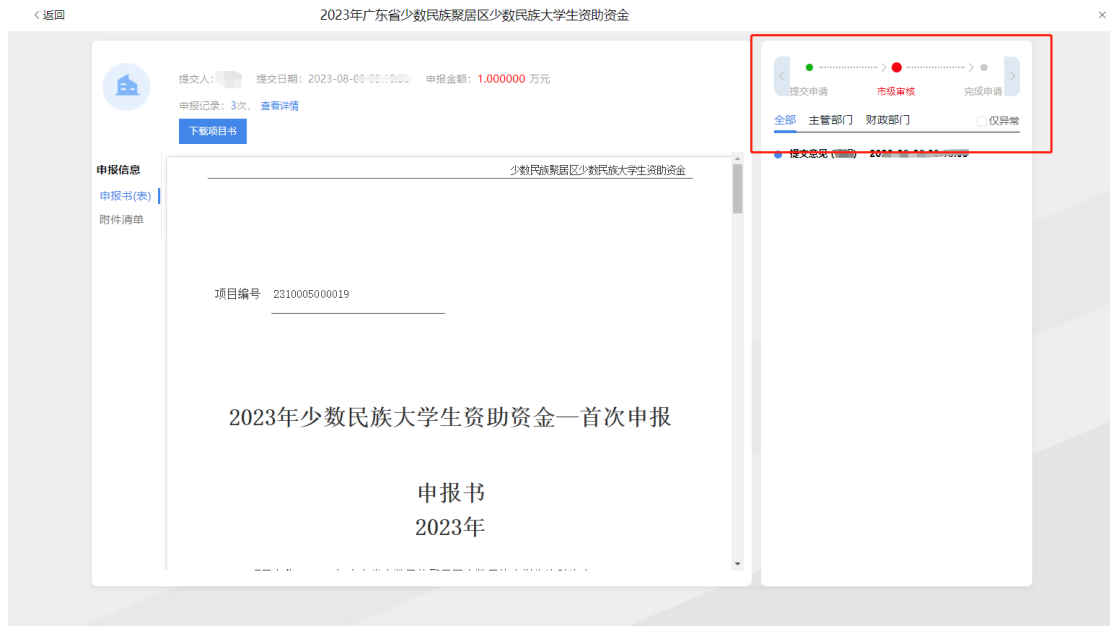 返回
2023年广东省少数民族聚居区少数民族大学生资助资金
提交人： 提交日期：2023-08- 申报金额：1.000000 万元
申报记录：3次， 查看详情
下载项目书
申报信息
申报书(表)
附件清单
少数民族聚居区少数民族大学生资助资金
项目编号 2310005000019
2023年少数民族大学生资助资金—首次申报
申报书
2023年
提交申请 市级审核 完成申请
全部 主管部门 财政部门 仅异常
提交意见